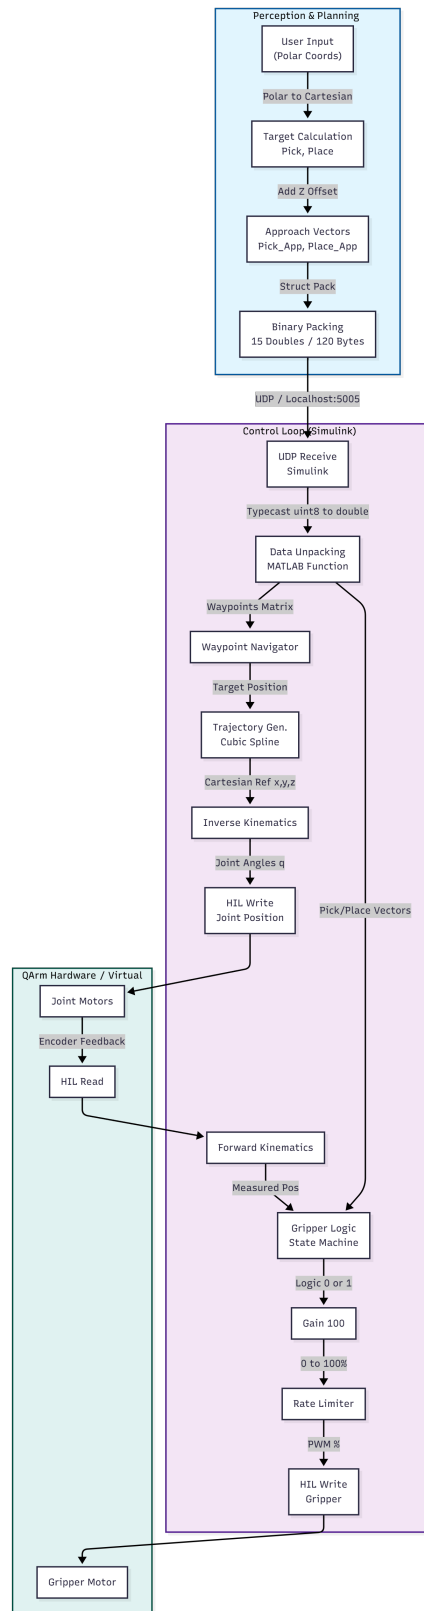 Perception & Planning
User Input
(Polar Coords)
Polar to Cartesian
Target Calculation
Pick, Place
Add Z Offset
Approach Vectors
Pick_App, Place_App
Struct Pack
Binary Packing
15 Doubles / 120 Bytes
UDP / Localhost:5005
Control Loop (Simulink)
UDP Receive
Simulink
Typecast uint8 to double
Data Unpacking
MATLAB Function
Waypoints Matrix
Waypoint Navigator
Target Position
Trajectory Gen.
Cubic Spline
Cartesian Ref x,y,z
Inverse Kinematics
Joint Angles q
HIL Write
Joint Position
Pick/Place Vectors
QArm Hardware / Virtual
Joint Motors
Encoder Feedback
HIL Read
Forward Kinematics
Measured Pos
Gripper Logic
State Machine
Logic 0 or 1
Gain 100
0 to 100%
Rate Limiter
PWM %
HIL Write
Gripper
Gripper Motor